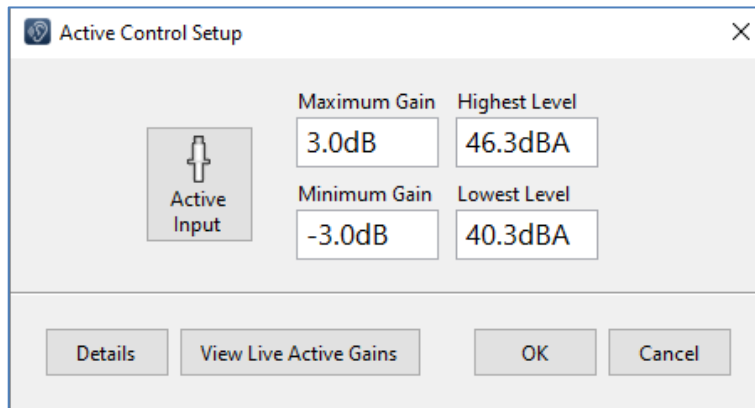 Active Control Setup
Maximum Gain Highest Level
3.0dB 46.3dBA
Active
Input
Minimum Gain Lowest Level
-3.0dB 40.3dBA
Details View Live Active Gains OK Cancel